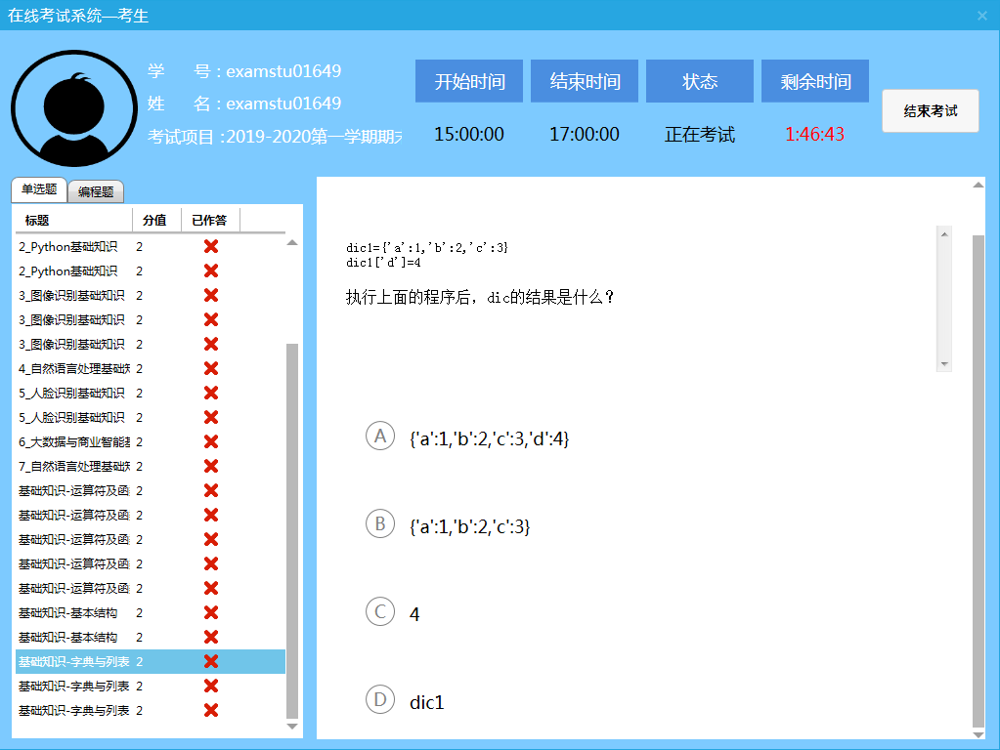 在线考试系统—考生
学 号 : examstu01649
姓 名 : examstu01649
考试项目 :2019-2020第一学期期
开始时间 结束时间 状态 剩余时间
15:00:00 17:00:00 正在考试 1:46:43
结束考试
单选题 编程题
标题 分值 已作答
2_Python基础知识 2
2_Python基础知识 2
3_图像识别基础知识 2
3_图像识别基础知识 2
3_图像识别基础知识 2
4_自然语言处理基础知 2
5_人脸识别基础知识 2
5_人脸识别基础知识 2
6_大数据与商业智能基 2
7_自然语言处理基础知 2
基础知识-运算符及函 2
基础知识-运算符及函 2
基础知识-运算符及函 2
基础知识-运算符及函 2
基础知识-运算符及函 2
基础知识-基本结构 2
基础知识-基本结构 2
基础知识-字典与列表 2
基础知识-字典与列表 2
基础知识-字典与列表 2
dic1={'a':1,'b':2,'c':3}
dic1['d']=4
执行上面的程序后，dic的结果是什么？
A {'a':1,'b':2,'c':3,'d':4}
B {'a':1,'b':2,'c':3}
C 4
D dic1